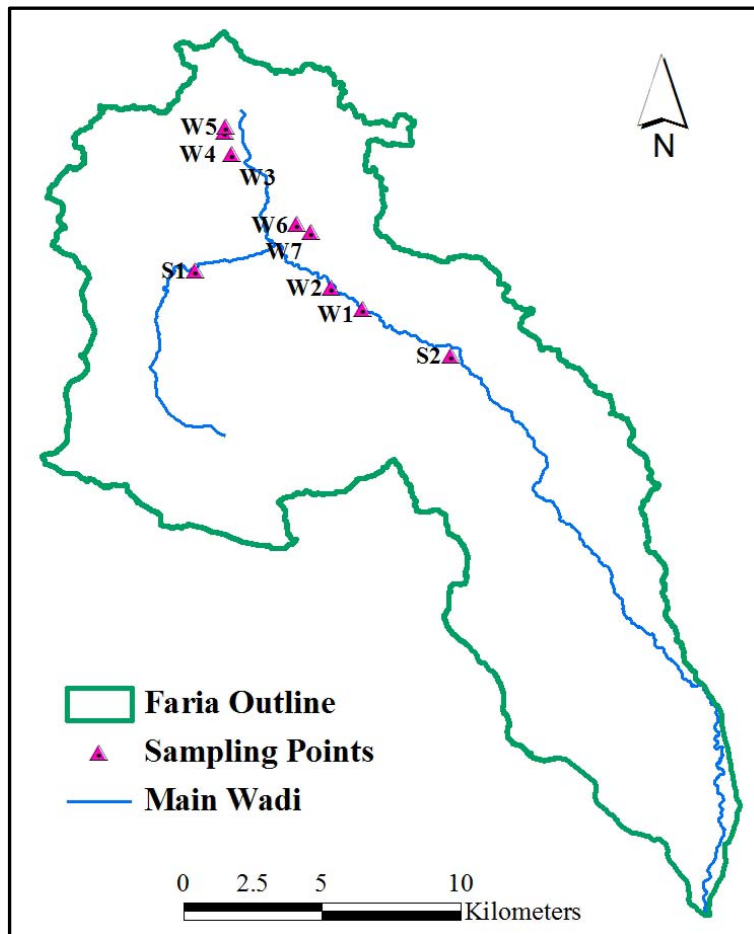 N
W5
W4
W3
W6
W7
S1
W2
W1
S2
Faria Outline
Sampling Points
Main Wadi
0 2.5 5 10
Kilometers